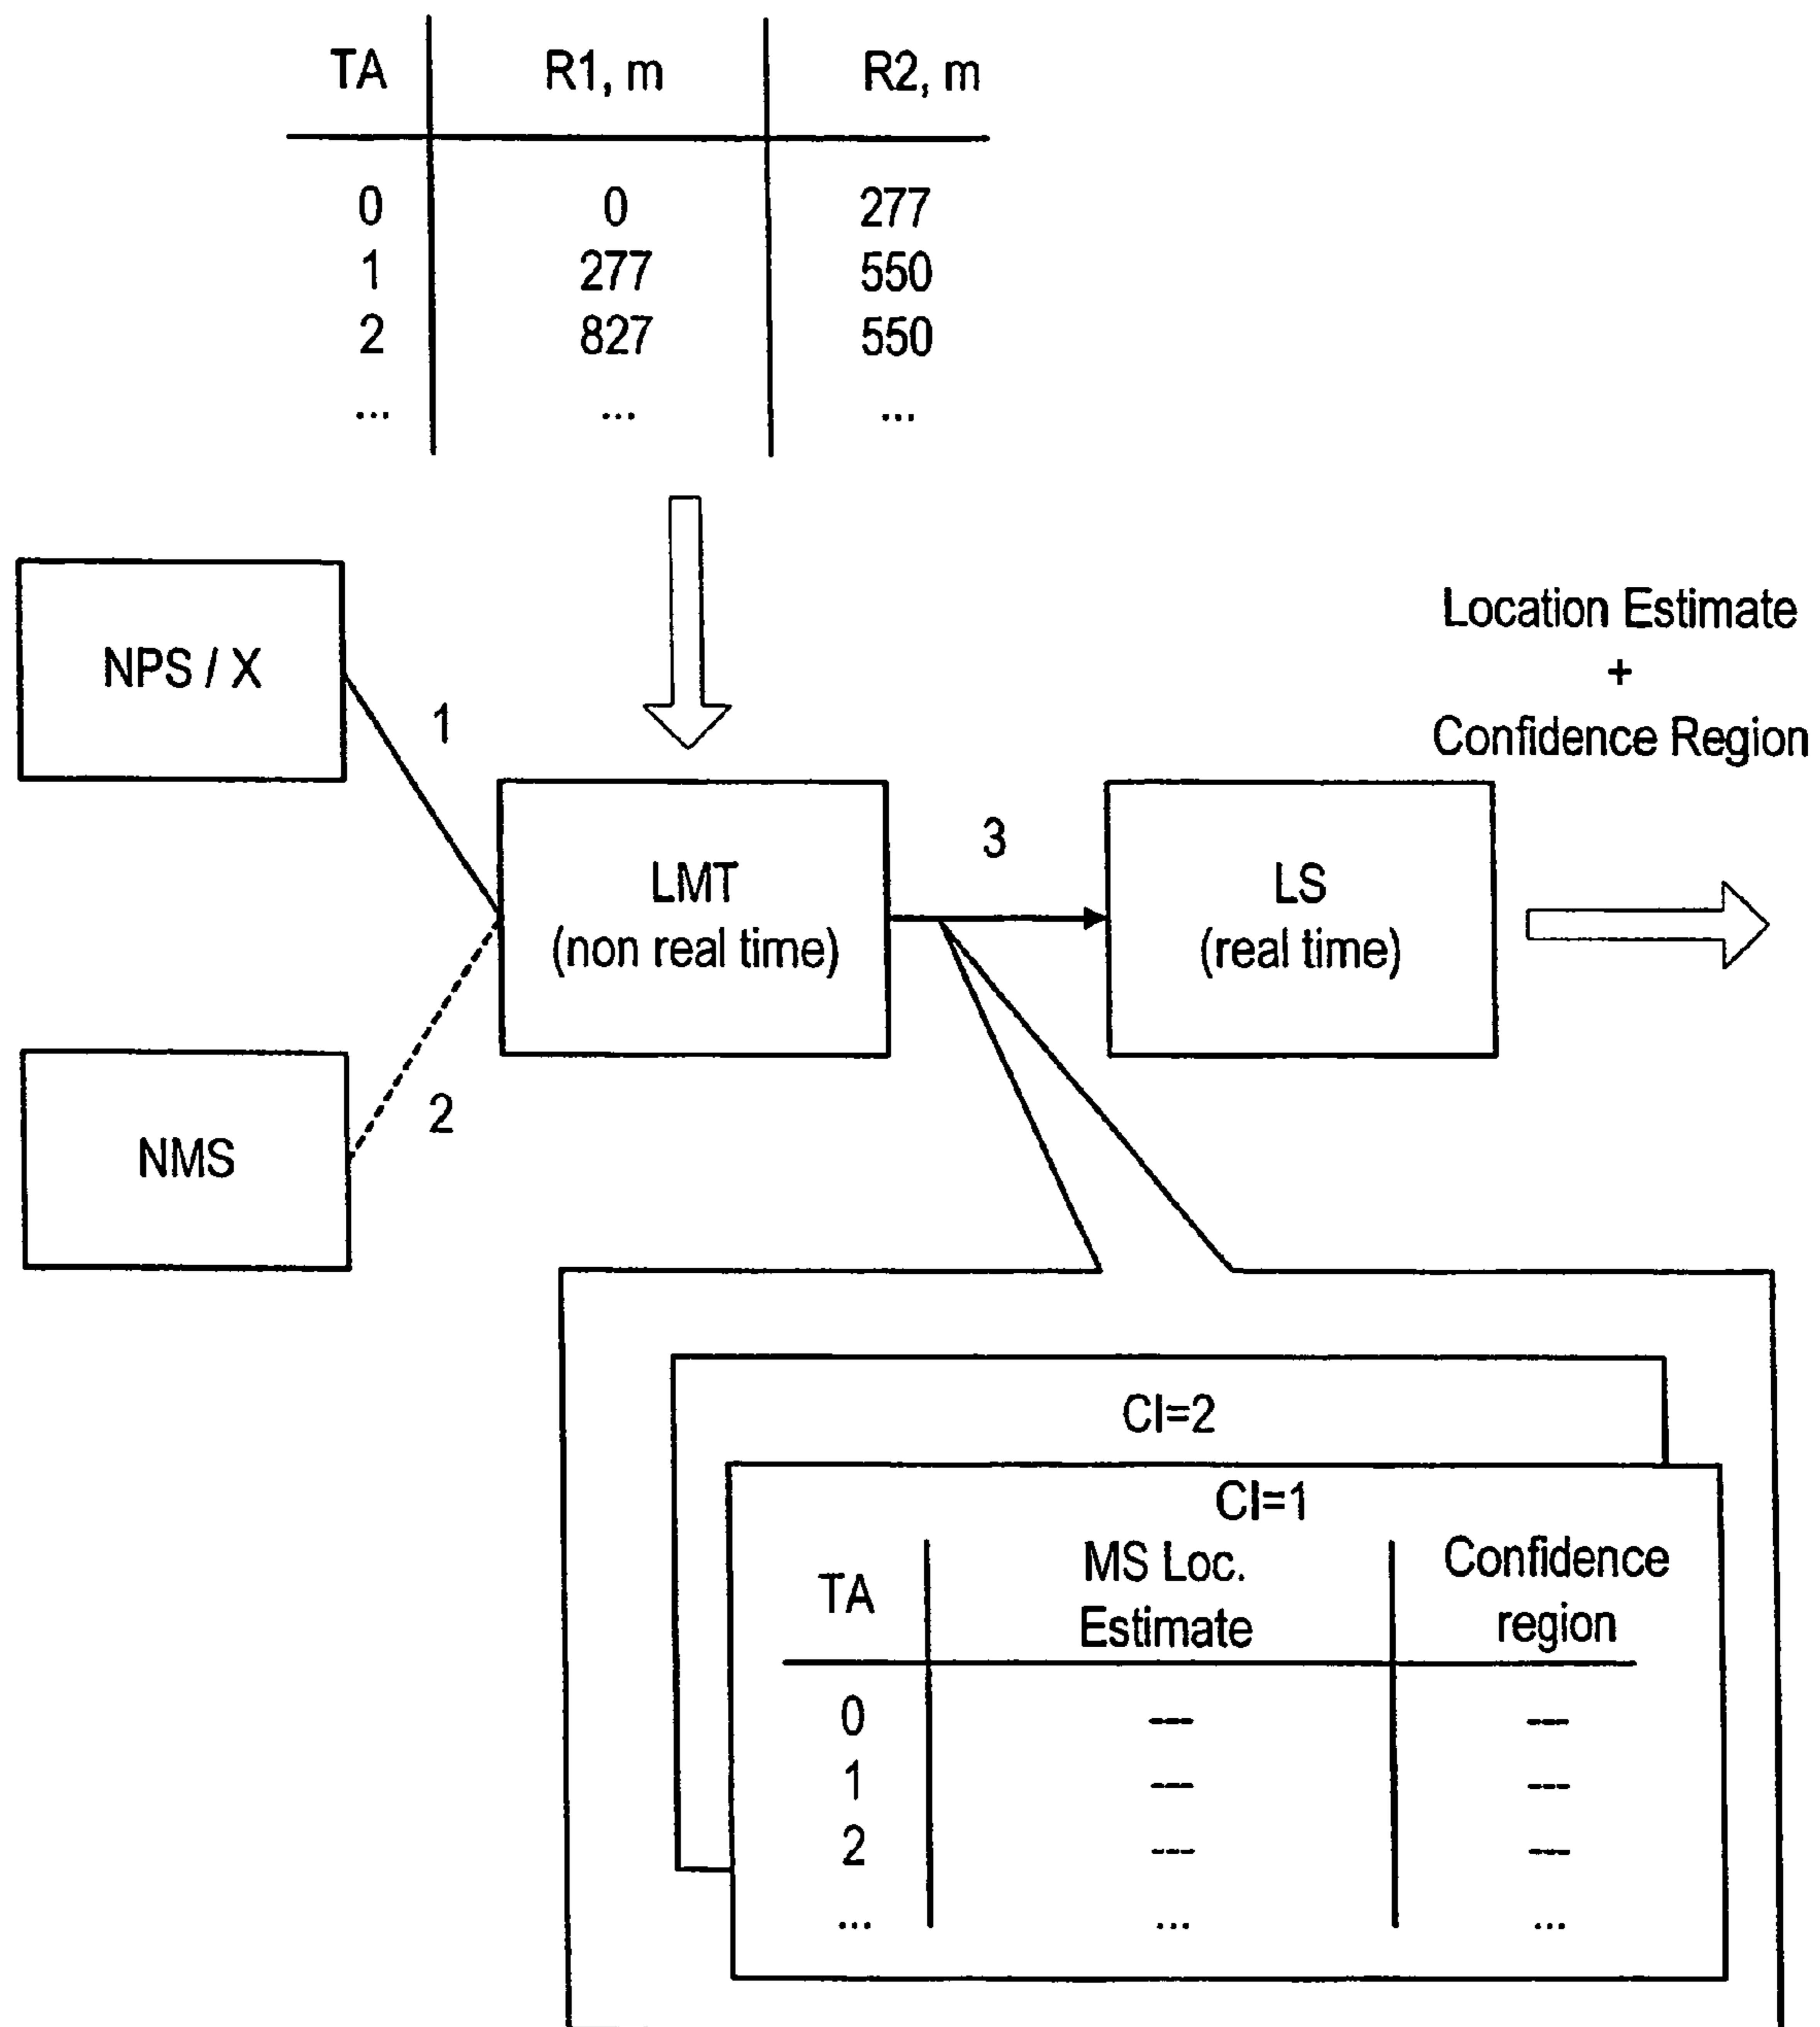 TA R1, m R2, m
0 0 277
1 277 550
2 827 550
... ... ...
NPS / X
1
Location Estimate
+
Confidence Region
LMT
(non real time)
3
LS
(real time)
2
NMS
CI=2
CI=1
TA MS Loc. Estimate Confidence region
0 --- ---
1 --- ---
2 --- ---
... ... ...